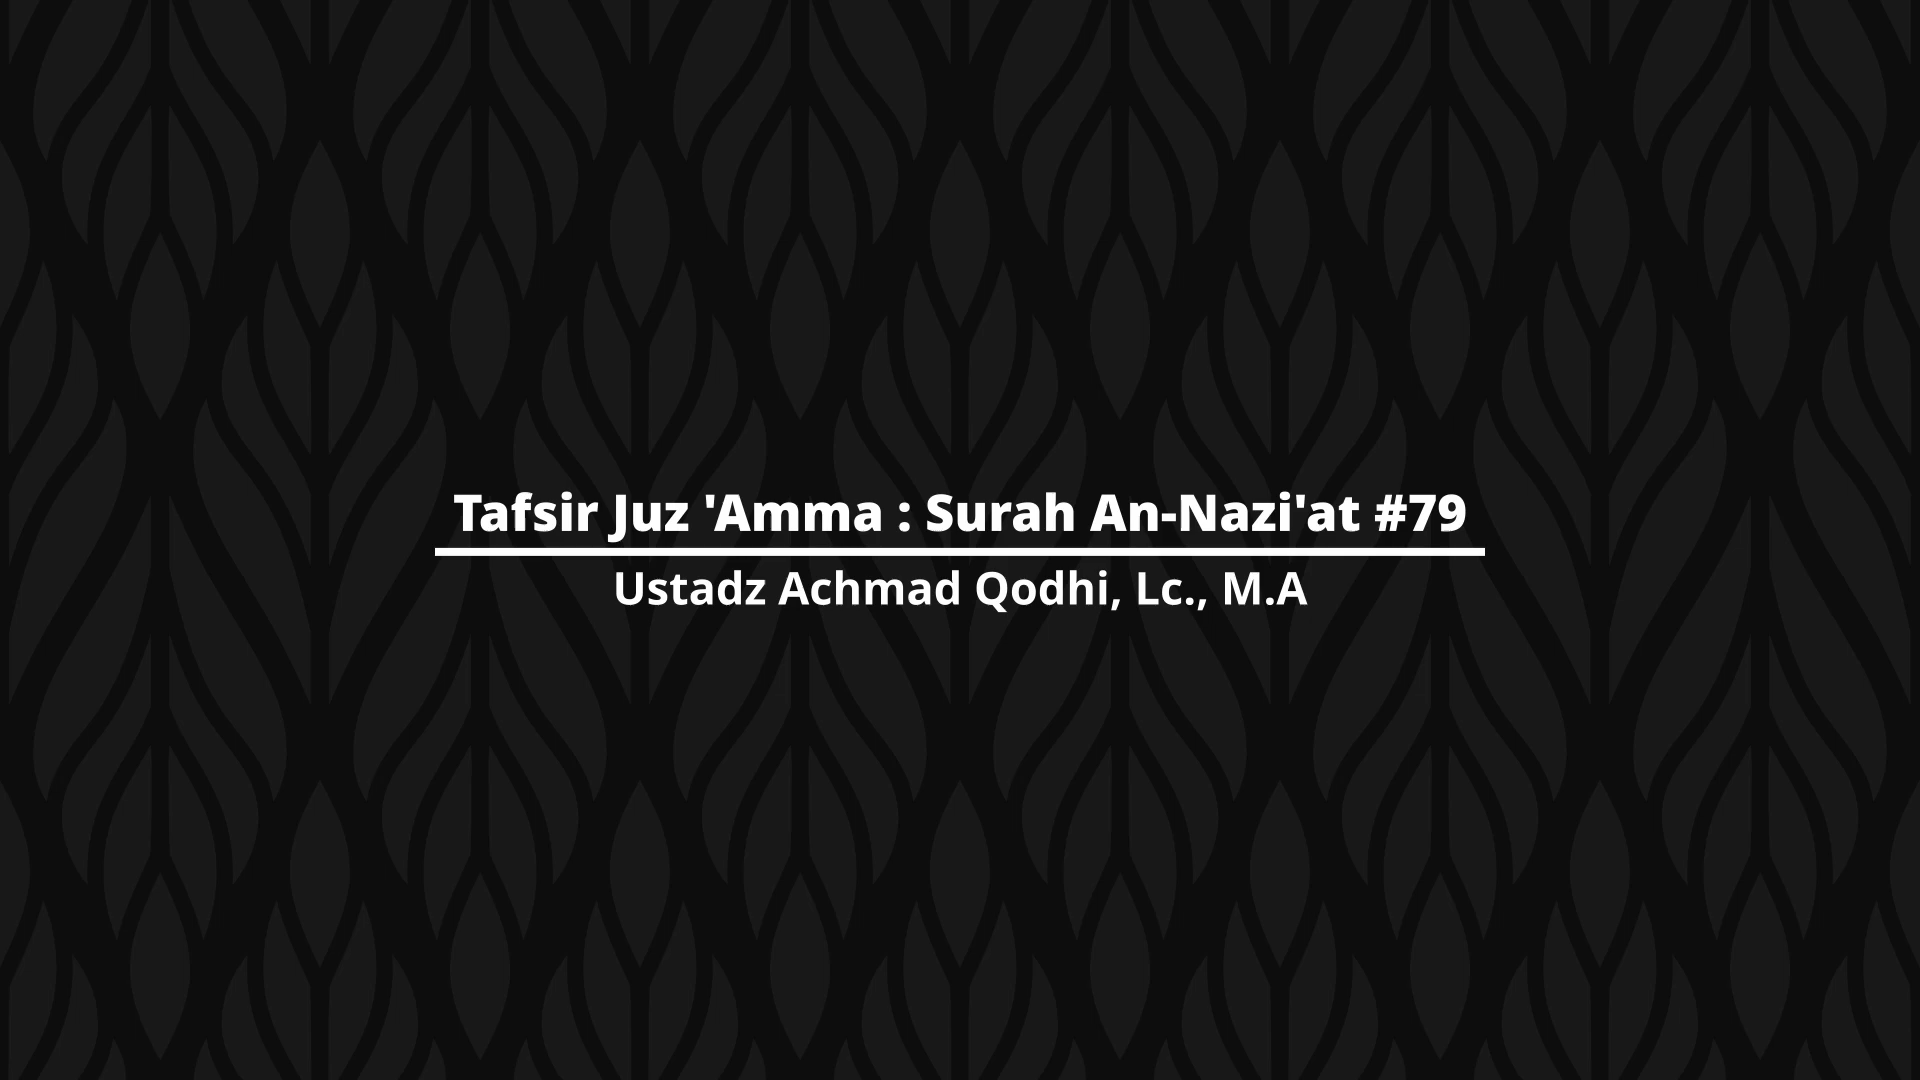 Tafsir Juz 'Amma : Surah An-Nazi'at #79
Ustadz Achmad Qodhi, Lc., M.A